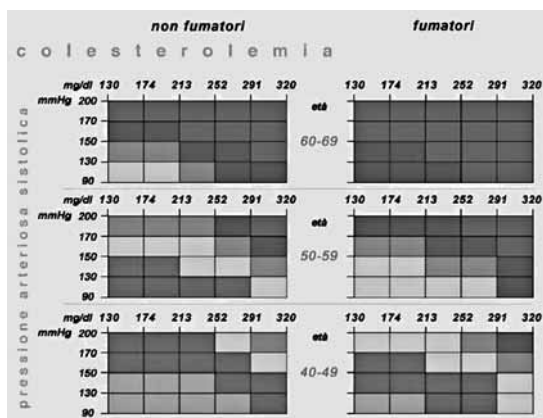 non fumatori fumatori
colesterolemia
mg/dl 130 174 213 252 291 320 130 174 213 252 291 320
mmHg 200 età
170
150 60-69
130
90
mg/dl 130 174 213 252 291 320 130 174 213 252 291 320
mmHg 200 età
170
150 50-59
130
90
mg/dl 130 174 213 252 291 320 130 174 213 252 291 320
mmHg 200 età
170
150 40-49
130
90
pressione arteriosa sistolica